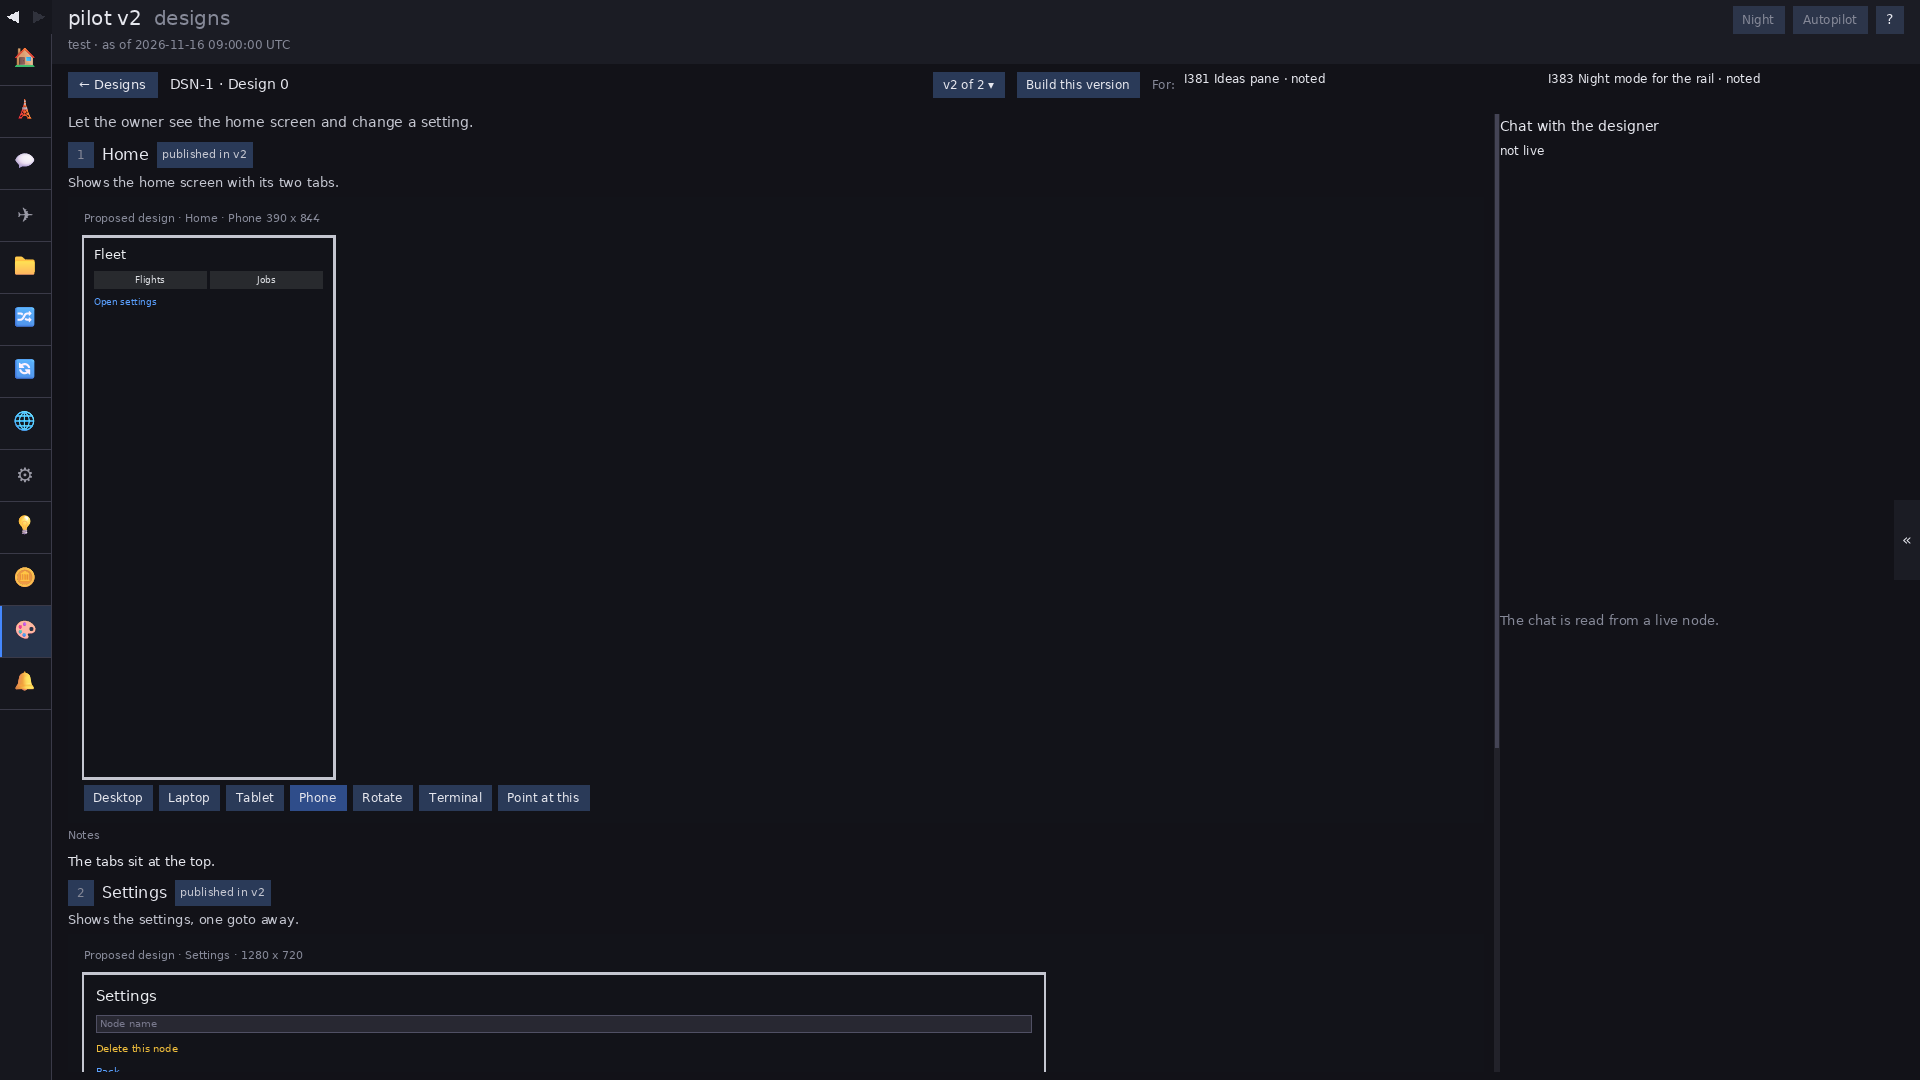 pilot v2 designs
Night Autopilot ?
test · as of 2026-11-16 09:00:00 UTC
← Designs DSN-1 · Design 0 v2 of 2 ▾ Build this version For: I381 Ideas pane · noted I383 Night mode for the rail · noted
Let the owner see the home screen and change a setting.
1 Home published in v2
Shows the home screen with its two tabs.
Proposed design · Home · Phone 390 x 844
Fleet
Flights Jobs
Open settings
Desktop Laptop Tablet Phone Rotate Terminal Point at this
Notes
The tabs sit at the top.
2 Settings published in v2
Shows the settings, one goto away.
Proposed design · Settings · 1280 x 720
Settings
Node name
Delete this node
Back
Chat with the designer
not live
The chat is read from a live node.
«